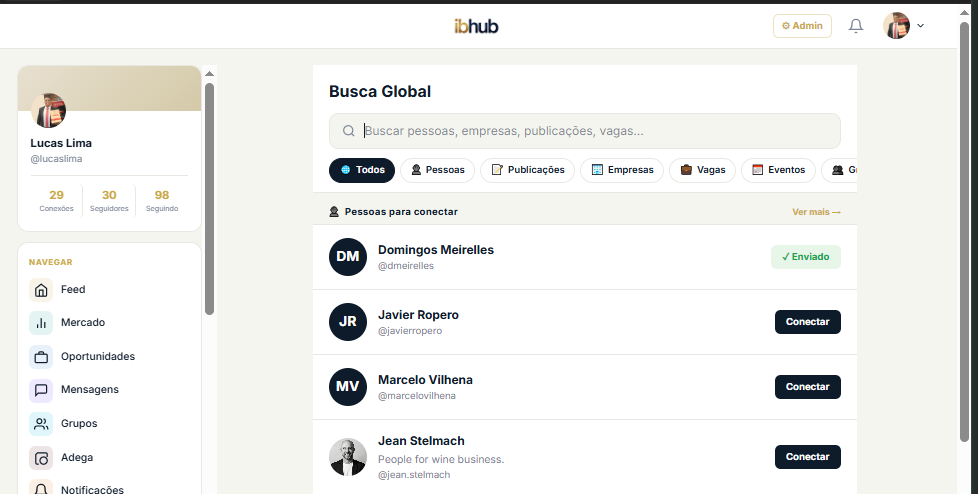 ibhub
Admin
Lucas Lima
@lucaslima
29 30 98
Conexões Seguidores Seguindo
NAVEGAR
Feed
Mercado
Oportunidades
Mensagens
Grupos
Adega
Notificações
Busca Global
Buscar pessoas, empresas, publicações, vagas...
Todos Pessoas Publicações Empresas Vagas Eventos
Pessoas para conectar Ver mais →
DM Domingos Meirelles
@dmeirelles
✓ Enviado
JR Javier Ropero
@javierropero
Conectar
MV Marcelo Vilhena
@marcelovilhena
Conectar
Jean Stelmach
People for wine business.
@jean.stelmach
Conectar